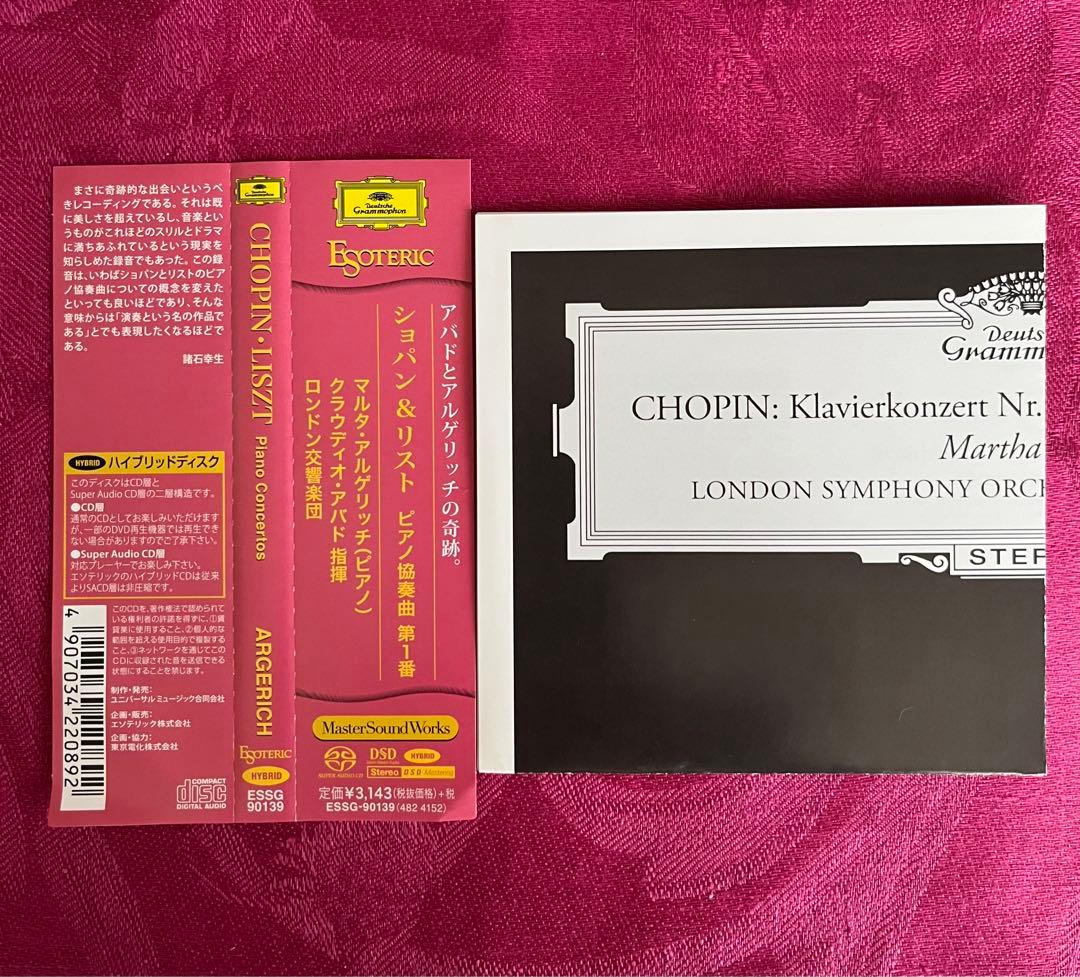 まさに奇跡的な出会いというべ
きレコーディングである。それは既
に美しさを超えているし、音楽とい
うものがこれほどのスリルとドラマ
に満ちあふれているという現実を
知らしめた録音でもあった。この録
音は、いわばショパンとリストのピア
ノ協奏曲についての概念を変えた
といっても良いほどであり、そんな
意味からは「演奏という名の作品で
ある」とでも表現したくなるほどで
ある。
諸石幸生
HYBRID ハイブリッドディスク
このディスクはCD層と
Super Audio CD層の二層構造です。
●CD層
通常のCDとしてお楽しみいただけます
が、一部のDVD再生機器では再生でき
ない場合がありますのでご了承下さい。
●Super Audio CD層
対応プレーヤーでお楽しみ下さい。
エソテリックのハイブリッドCDは従来
よりSACD層は非圧縮です。
このCDを、著作権法で認められて
いる権利者の許諾を得ずに、①賃
貸業に使用すること、②個人的な
範囲を超える使用目的で複製する
こと、③ネットワークを通じてこの
CDに収録された音を送信できる
状態にすることを禁じます。
制作・発売:
ユニバーサル ミュージック合同会社
企画・販売:
エソテリック株式会社
企画・協力:
東京電化株式会社
4 907034 220892
COMPACT
disc
DIGITAL AUDIO
Deutsche
Grammophon
CHOPIN・LISZT Piano Concertos ARGERICH
ESOTERIC
HYBRID
ESSG
90139
Deutsche
Grammophon
ESOTERIC
アバドとアルゲリッチの奇跡。
ショパン&リスト ピアノ協奏曲 第1番
マルタ・アルゲリッチ(ピアノ)
クラウディオ・アバド 指揮
ロンドン交響楽団
MasterSoundWorks
SUPER AUDIO CD
DSD
HYBRID
Stereo DSD Mastering
定価¥3,143(税抜価格)+税
ESSG-90139(482 4152)
Deuts
Gramm
CHOPIN: Klavierkonzert Nr.
Martha
LONDON SYMPHONY ORCH
STER